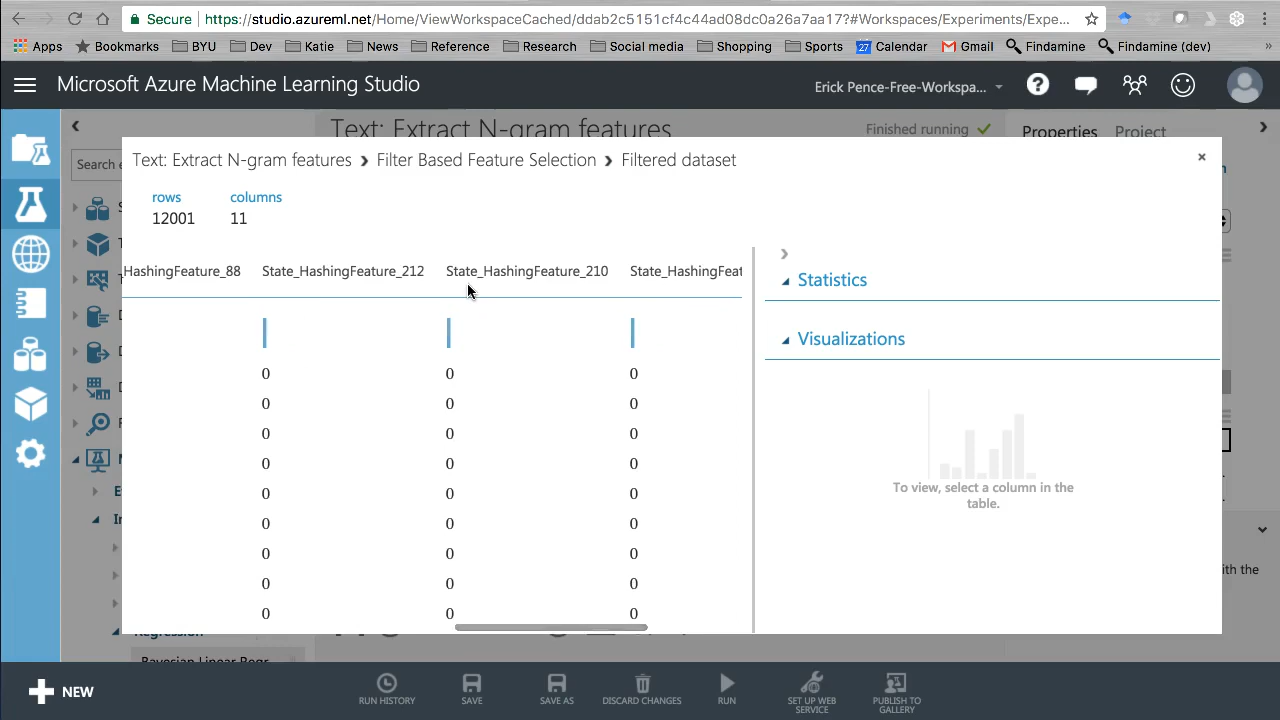 Secure https://studio.azureml.net/Home/ViewWorkspaceCached/ddab2c5151cf4c44ad08dc0a26a7aa17?#Workspaces/Experiments/Expe...
Apps Bookmarks BYU Dev Katie News Reference Research Social media Shopping Sports 27 Calendar Gmail Findamine Findamine (dev) »
Microsoft Azure Machine Learning Studio
Erick Pence-Free-Workspa...
Text: Extract N-gram features
Finished running
Properties Project
Search
Text: Extract N-gram features › Filter Based Feature Selection › Filtered dataset
rows columns
12001 11
HashingFeature_88 State_HashingFeature_212 State_HashingFeature_210 State_HashingFeat
Statistics
Visualizations
0 0 0
0 0 0
0 0 0
0 0 0
0 0 0
0 0 0
0 0 0
0 0 0
0 0 0
To view, select a column in the
table.
ith the
Regression
Bayesian Linear Regr
NEW
RUN HISTORY SAVE SAVE AS DISCARD CHANGES RUN SET UP WEB SERVICE PUBLISH TO GALLERY